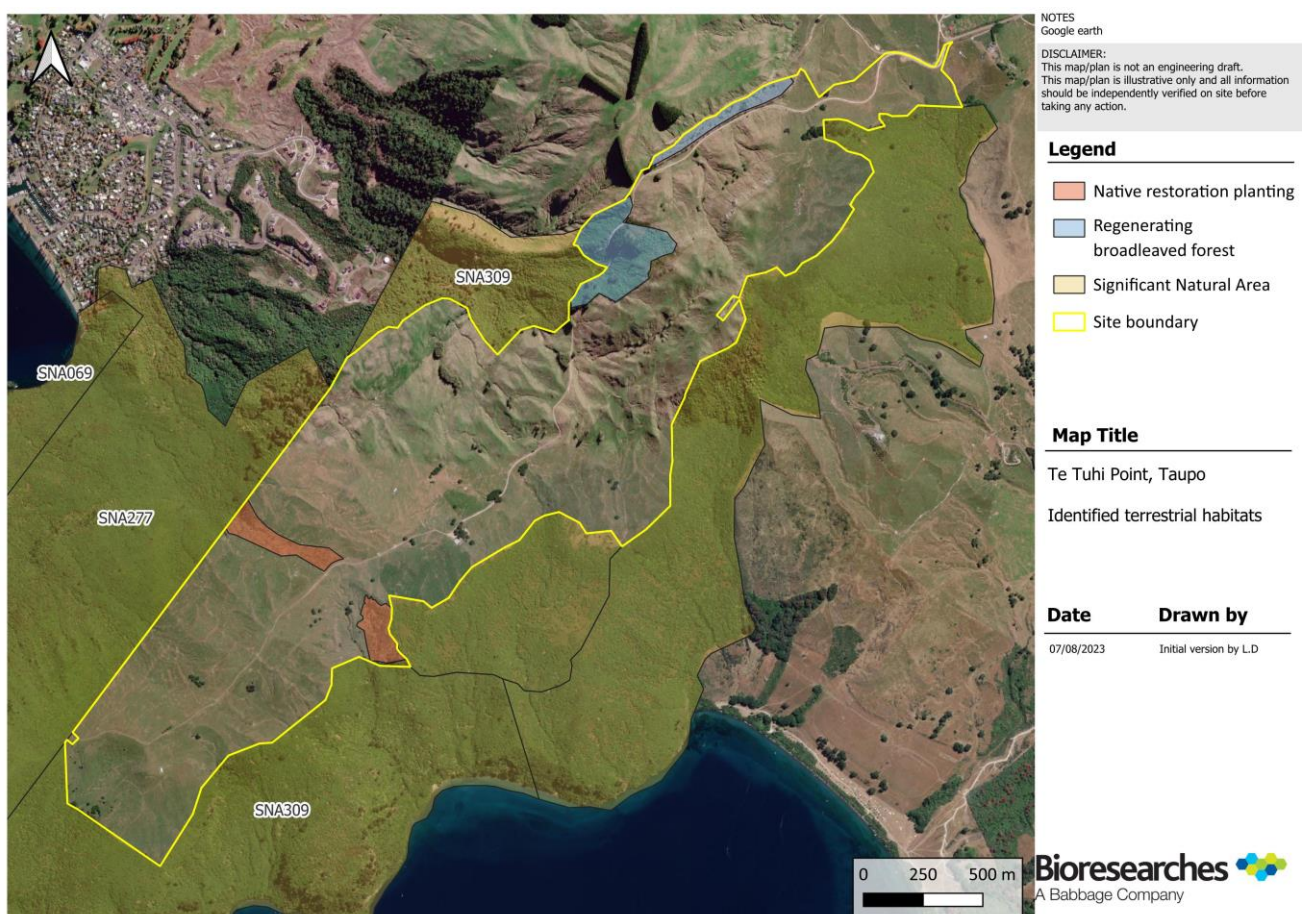 NOTES
Google earth
DISCLAIMER:
This map/plan is not an engineering draft.
This map/plan is illustrative only and all information
should be independently verified on site before
taking any action.
Legend
Native restoration planting
Regenerating
broadleaved forest
Significant Natural Area
Site boundary
Map Title
Te Tuhi Point, Taupo
Identified terrestrial habitats
Date
Drawn by
07/08/2023
Initial version by L.D
SNA309
SNA069
SNA277
SNA309
0 250 500 m
Bioresearches
A Babbage Company